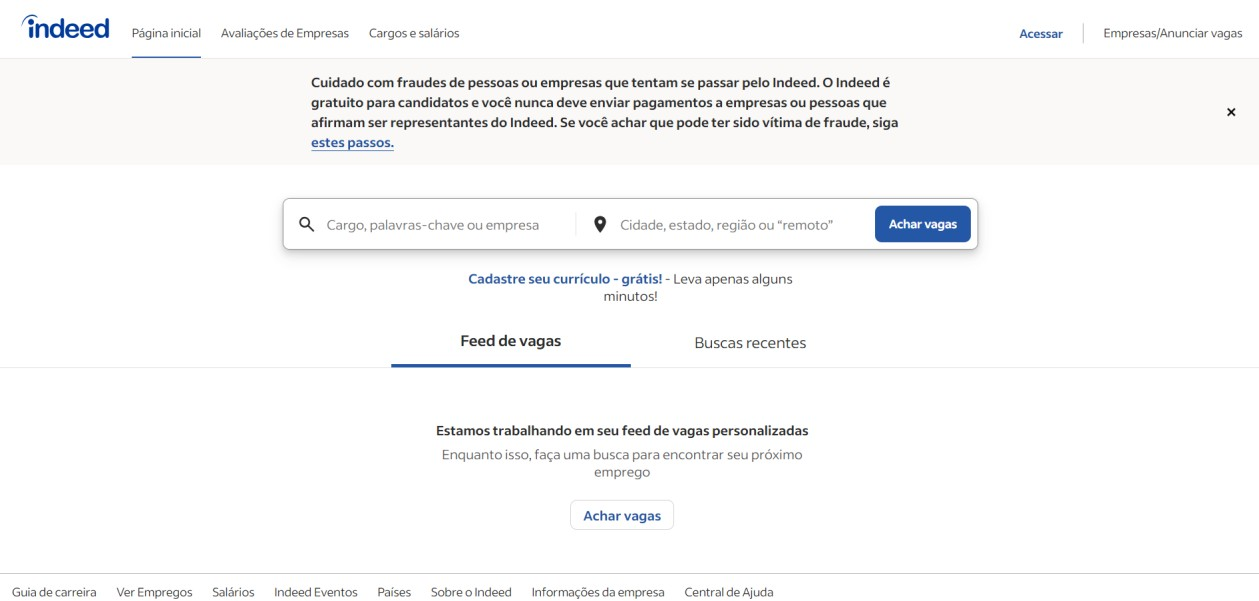 indeed
Página inicial
Avaliações de Empresas
Cargos e salários
Acessar
Empresas/Anunciar vagas
Cuidado com fraudes de pessoas ou empresas que tentam se passar pelo Indeed. O Indeed é
gratuito para candidatos e você nunca deve enviar pagamentos a empresas ou pessoas que
afirmam ser representantes do Indeed. Se você achar que pode ter sido vítima de fraude, siga
estes passos.
Cargo, palavras-chave ou empresa
Cidade, estado, região ou “remoto”
Achar vagas
Cadastre seu currículo - grátis! - Leva apenas alguns
minutos!
Feed de vagas
Buscas recentes
Estamos trabalhando em seu feed de vagas personalizadas
Enquanto isso, faça uma busca para encontrar seu próximo
emprego
Achar vagas
Guia de carreira
Ver Empregos
Salários
Indeed Eventos
Países
Sobre o Indeed
Informações da empresa
Central de Ajuda